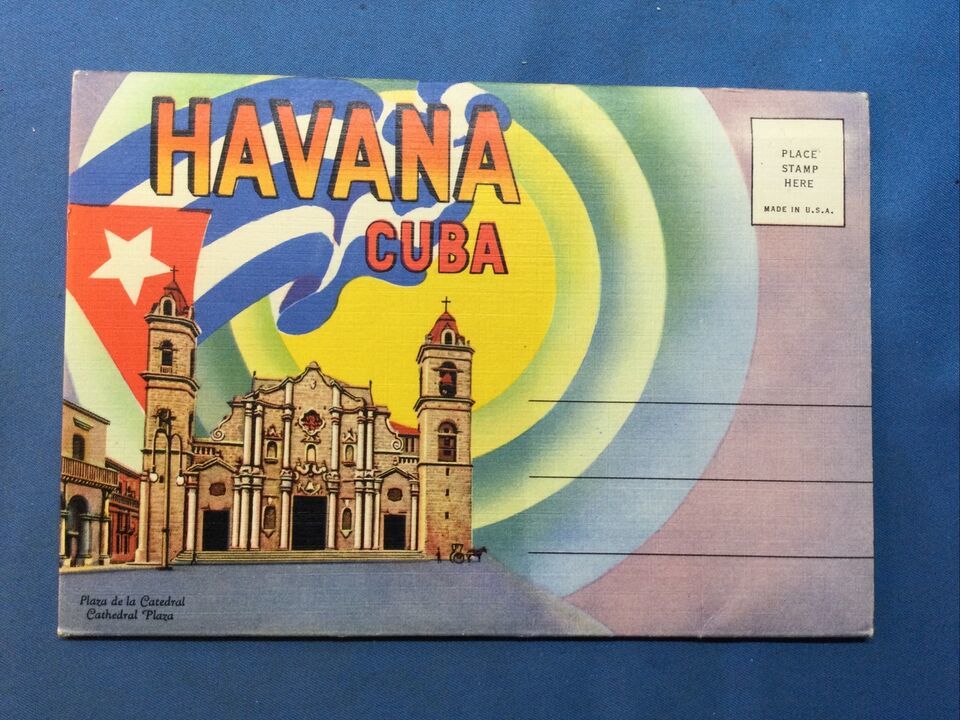 HAVANA
CUBA
PLACE
STAMP
HERE
MADE IN U.S.A.
Plaza de la Catedral
Cathedral Plaza